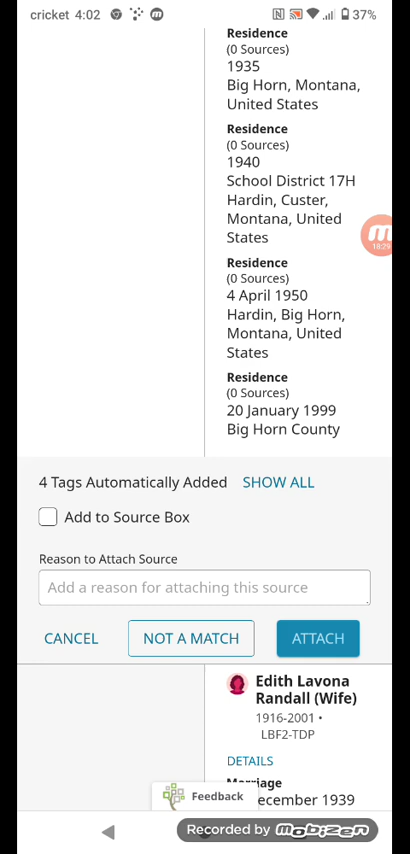 cricket 4:02 37%
Residence
(0 Sources)
1935
Big Horn, Montana,
United States
Residence
(0 Sources)
1940
School District 17H
Hardin, Custer,
Montana, United
States
18:29
Residence
(0 Sources)
4 April 1950
Hardin, Big Horn,
Montana, United
States
Residence
(0 Sources)
20 January 1999
Big Horn County
4 Tags Automatically Added SHOW ALL
Add to Source Box
Reason to Attach Source
Add a reason for attaching this source
CANCEL NOT A MATCH ATTACH
Edith Lavona
Randall (Wife)
1916-2001 •
LBF2-TDP
DETAILS
Marriage
ecember 1939
Feedback
Recorded by mobizen